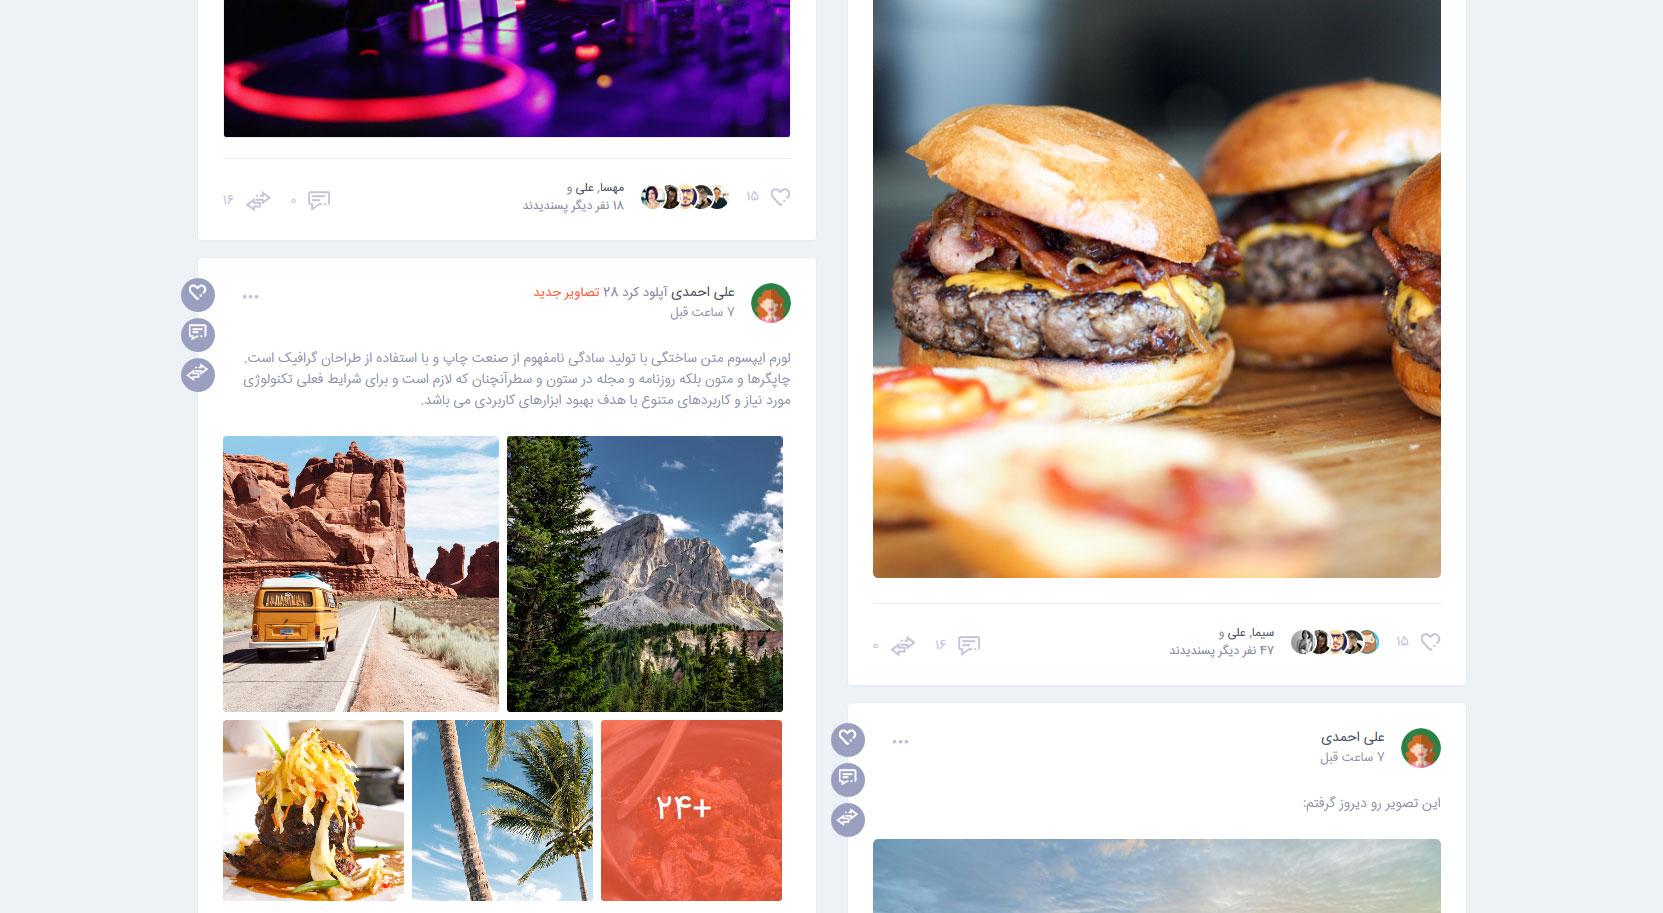 ۱۵
سیما, علی و
۴۷ نفر دیگر پسندیدند
۱۶
۰
علی احمدی
۷ ساعت قبل
این تصویر رو دیروز گرفتم:
۱۵
مهسا, علی و
۱۸ نفر دیگر پسندیدند
۰
۱۶
علی احمدی آپلود کرد ۲۸ تصاویر جدید
۷ ساعت قبل
لورم ایپسوم متن ساختگی با تولید سادگی نامفهوم از صنعت چاپ و با استفاده از طراحان گرافیک است.
چاپگرها و متون بلکه روزنامه و مجله در ستون و سطرآنچنان که لازم است و برای شرایط فعلی تکنولوژی
مورد نیاز و کاربردهای متنوع با هدف بهبود ابزارهای کاربردی می باشد.
+۲۴